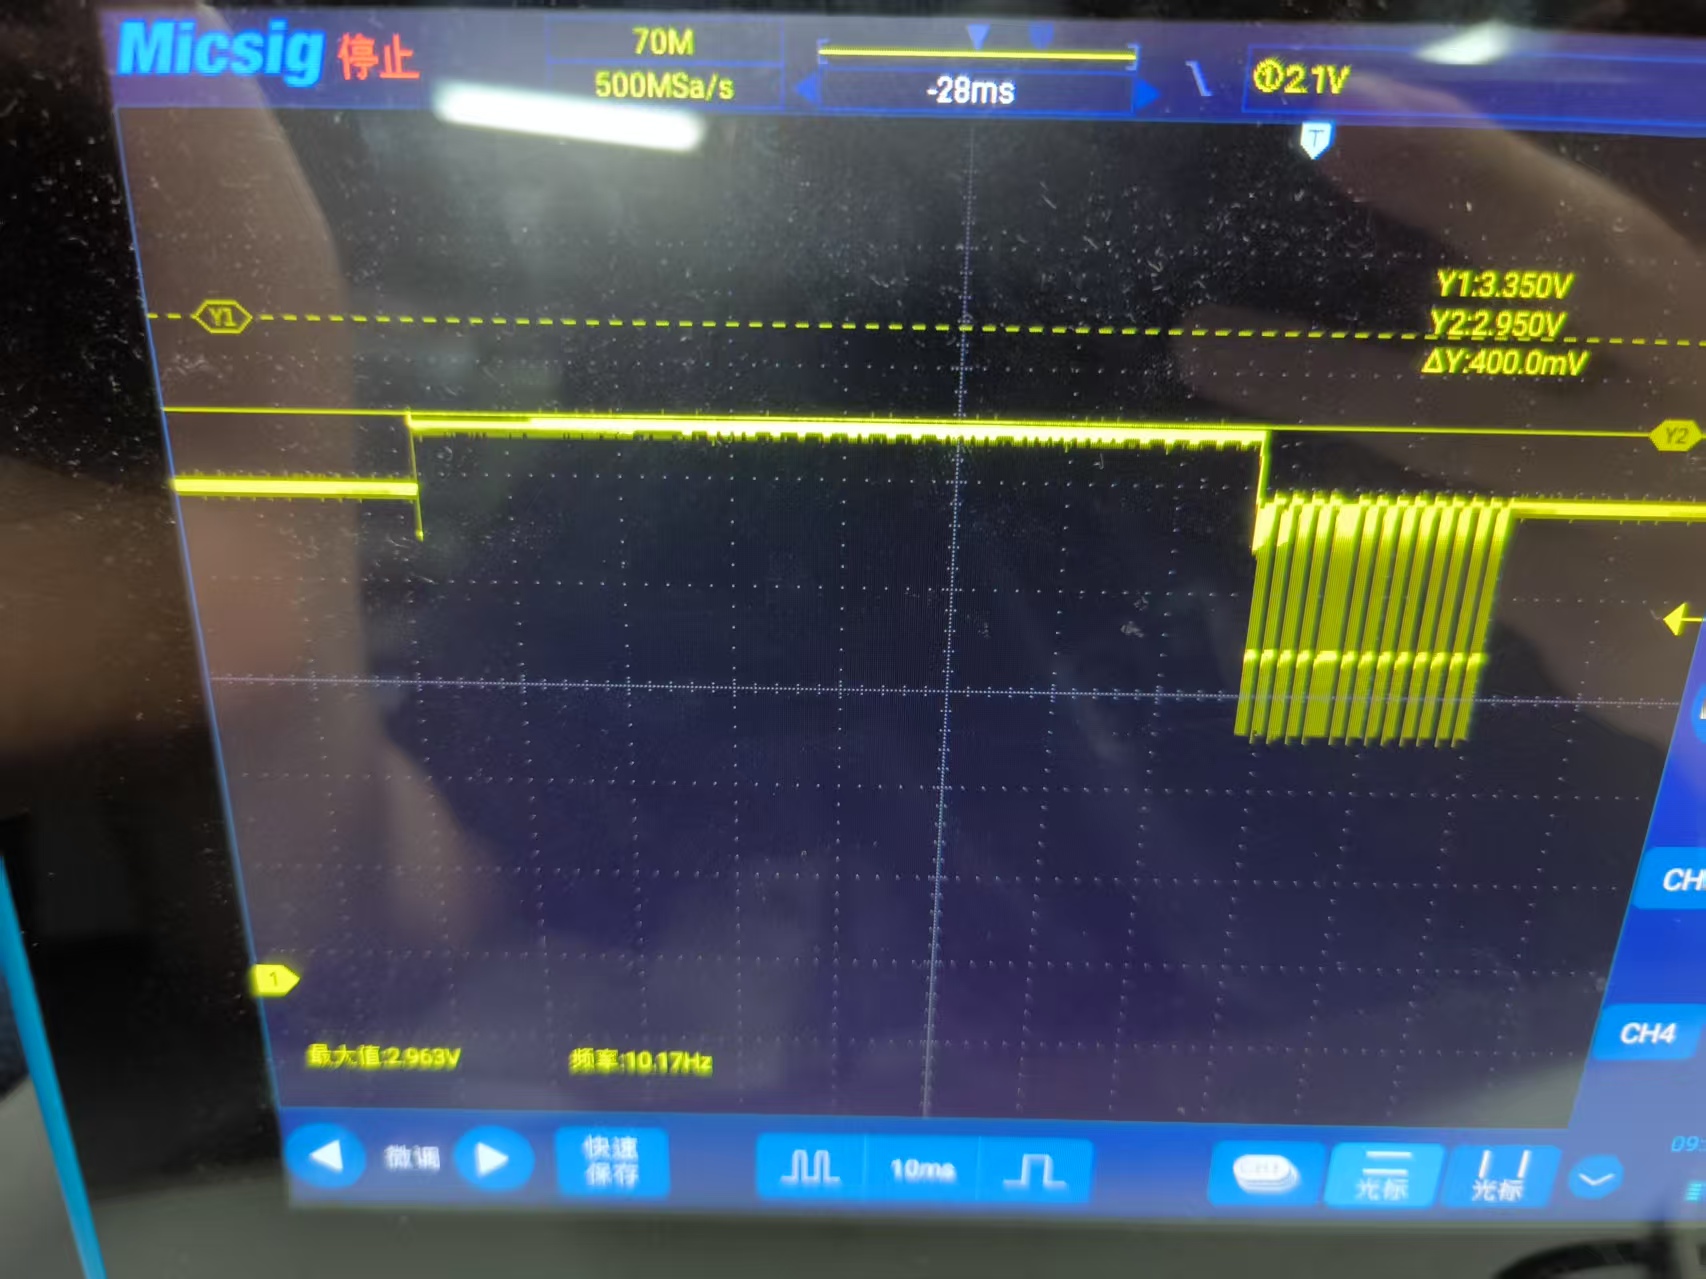 Micsig 停止
70M
500MSa/s
-28ms
①2.1V
T
Y1
Y1:3.350V
Y2:2.950V
ΔY:400.0mV
Y2
1
CH4
最大值:2.963V
频率:10.17Hz
微调
快速
保存
10ms
CH1
光标
光标